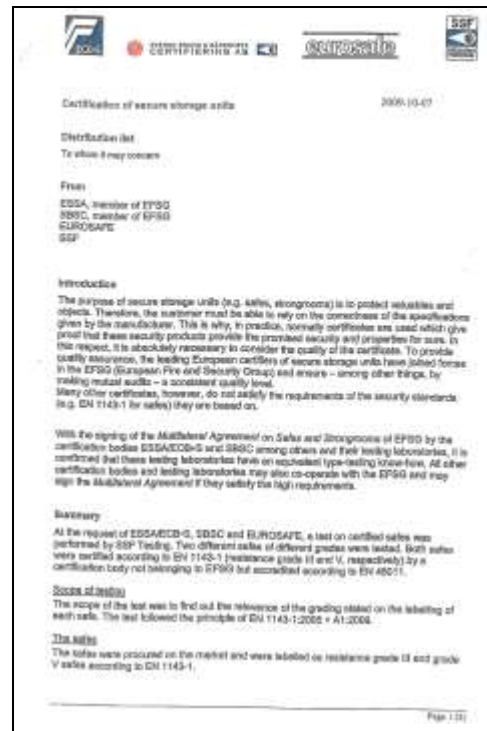 SSF
CERTIFIERING AB
eurosafe
Certification of secure storage units 2009-10-07
Distribution list
To whom it may concern
From
ESSA, member of EFSG
SBSC, member of EFSG
EUROSAFE
SSF
Introduction
The purpose of secure storage units (e.g. safes, strongrooms) is to protect valuables and
objects. Therefore, the customer must be able to rely on the correctness of the specifications
given by the manufacturer. This is why, in practice, normally certificates are used which give
proof that these security products provide the promised security and properties for sure. In
this respect, it is absolutely necessary to consider the quality of the certificate. To provide
quality assurance, the leading European certifiers of secure storage units have joined forces
in the EFSG (European Fire and Security Group) and ensure – among other things, by
making mutual audits – a consistent quality level.
Many other certificates, however, do not satisfy the requirements of the security standards
(e.g. EN 1143-1 for safes) they are based on.
With the signing of the Multilateral Agreement on Safes and Strongrooms of EFSG by the
certification bodies ESSA/ECB•S and SBSC among others and their testing laboratories, it is
confirmed that these testing laboratories have an equivalent type-testing know-how. All other
certification bodies and testing laboratories may also co-operate with the EFSG and may
sign the Multilateral Agreement if they satisfy the high requirements.
Summary
At the request of ESSA/ECB-S, SBSC and EUROSAFE, a test on certified safes was
performed by SSF Testing. Two different safes of different grades were tested. Both safes
were certified according to EN 1143-1 (resistance grade III and V, respectively) by a
certification body not belonging to EFSG but accredited according to EN 45011.
Scope of testing
The scope of the test was to find out the relevance of the grading stated on the labelling of
each safe. The test followed the principle of EN 1143-1:2005 + A1:2009.
The safes
The safes were procured on the market and were labelled as resistance grade III and grade
V safes according to EN 1143-1.
Page 1 (3)